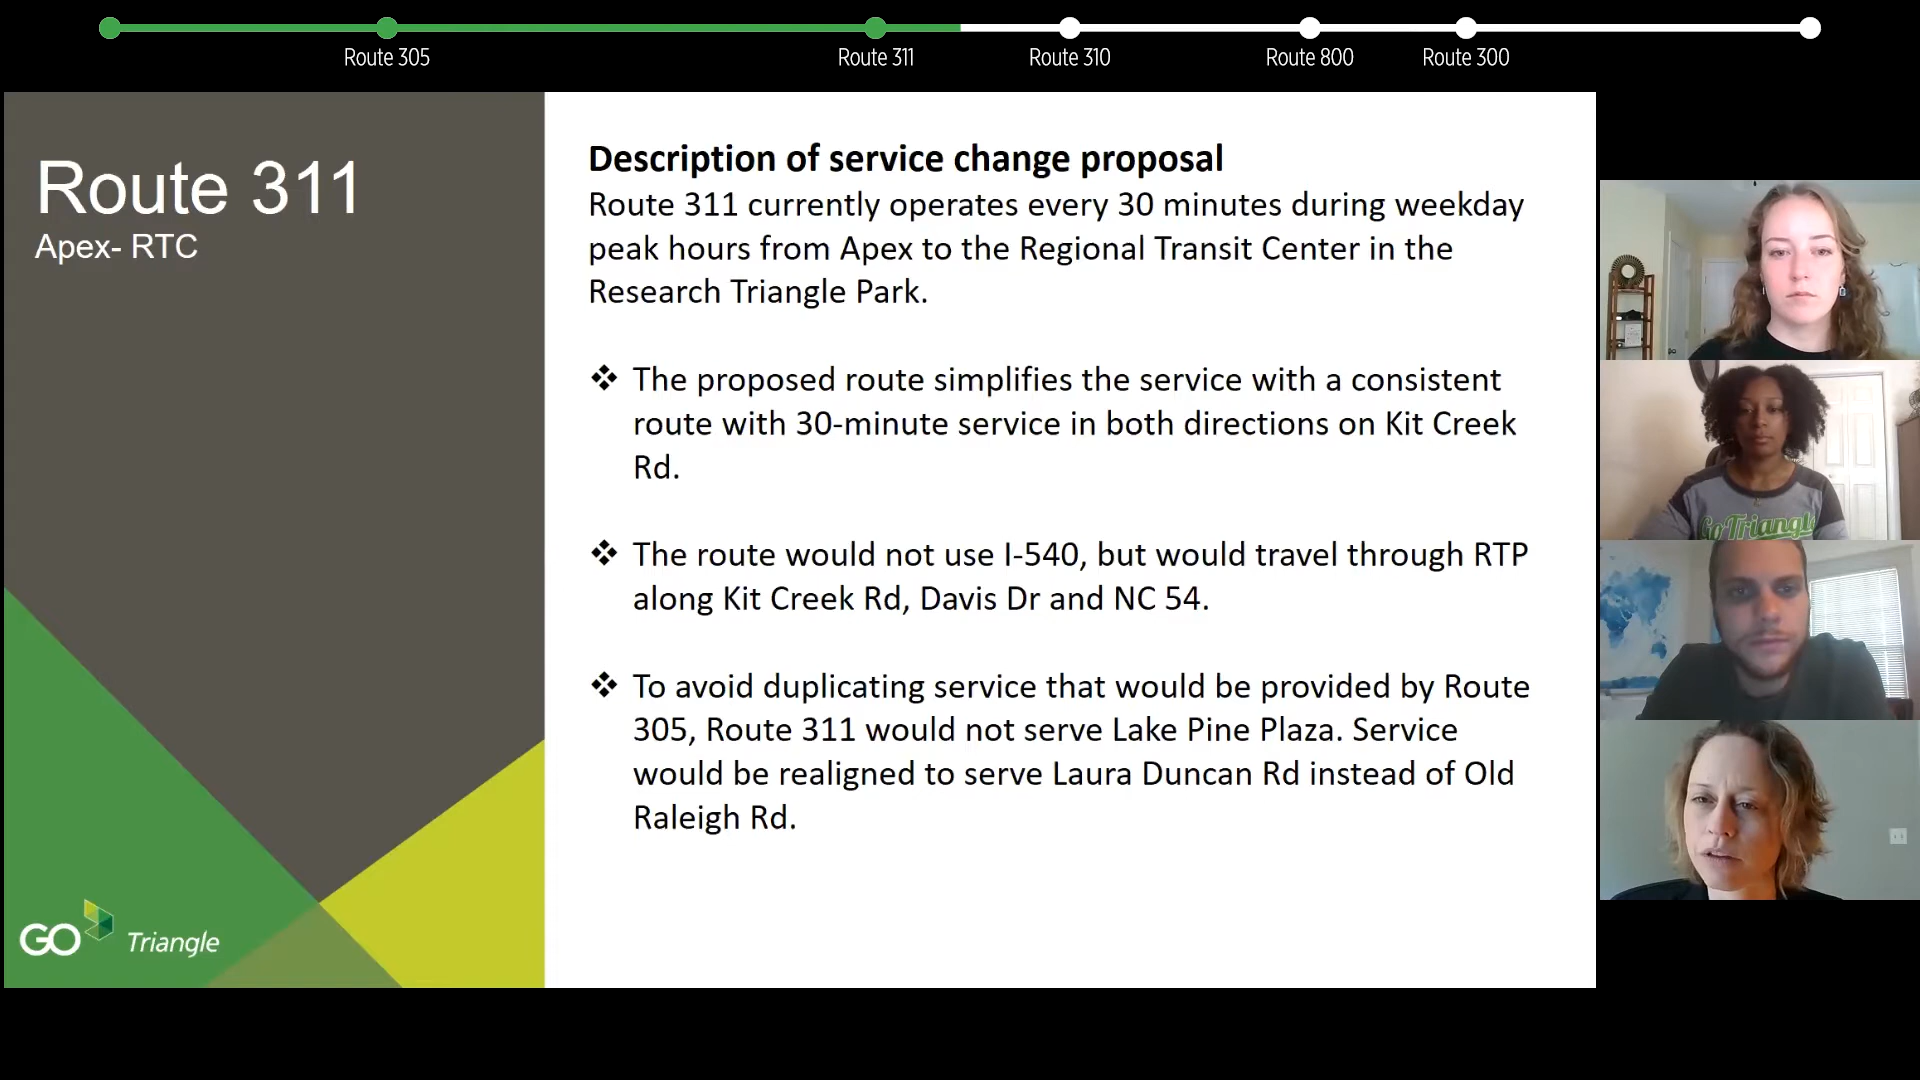 Route 305
Route 311
Route 310
Route 800
Route 300
Route 311
Apex- RTC
Description of service change proposal
Route 311 currently operates every 30 minutes during weekday
peak hours from Apex to the Regional Transit Center in the
Research Triangle Park.
❖ The proposed route simplifies the service with a consistent
route with 30-minute service in both directions on Kit Creek
Rd.
❖ The route would not use I-540, but would travel through RTP
along Kit Creek Rd, Davis Dr and NC 54.
❖ To avoid duplicating service that would be provided by Route
305, Route 311 would not serve Lake Pine Plaza. Service
would be realigned to serve Laura Duncan Rd instead of Old
Raleigh Rd.
GO Triangle
GoTriangle